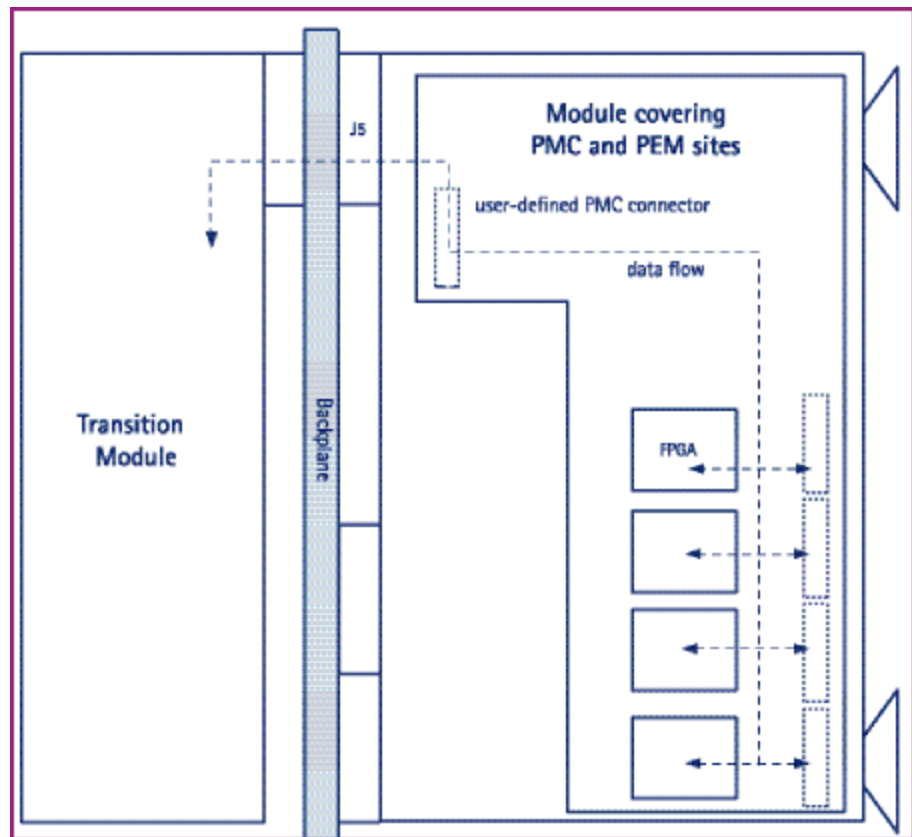 J5
Module covering
PMC and PEM sites
user-defined PMC connector
data flow
Transition
Module
Backplane
FPGA